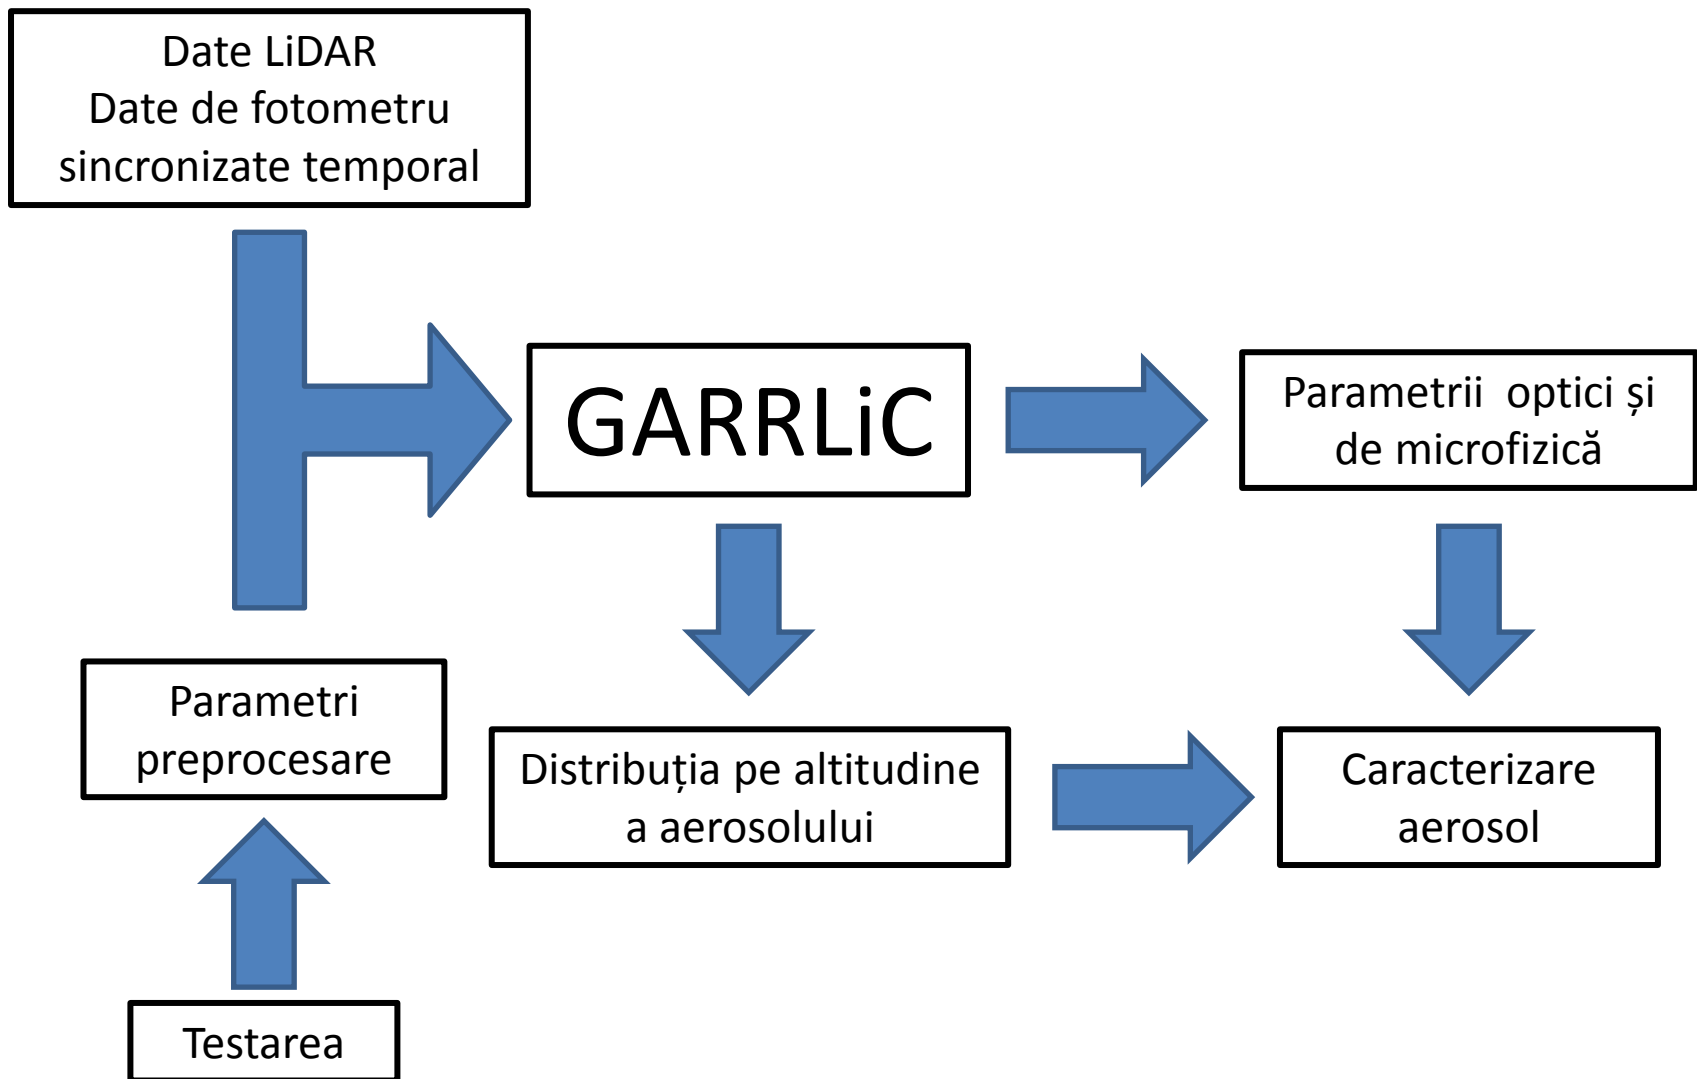 Date LiDAR
Date de fotometru
sincronizate temporal
GARRLiC
Parametrii optici și
de microfizică
Parametri
preprocesare
Distribuția pe altitudine
a aerosolului
Caracterizare
aerosol
Testarea